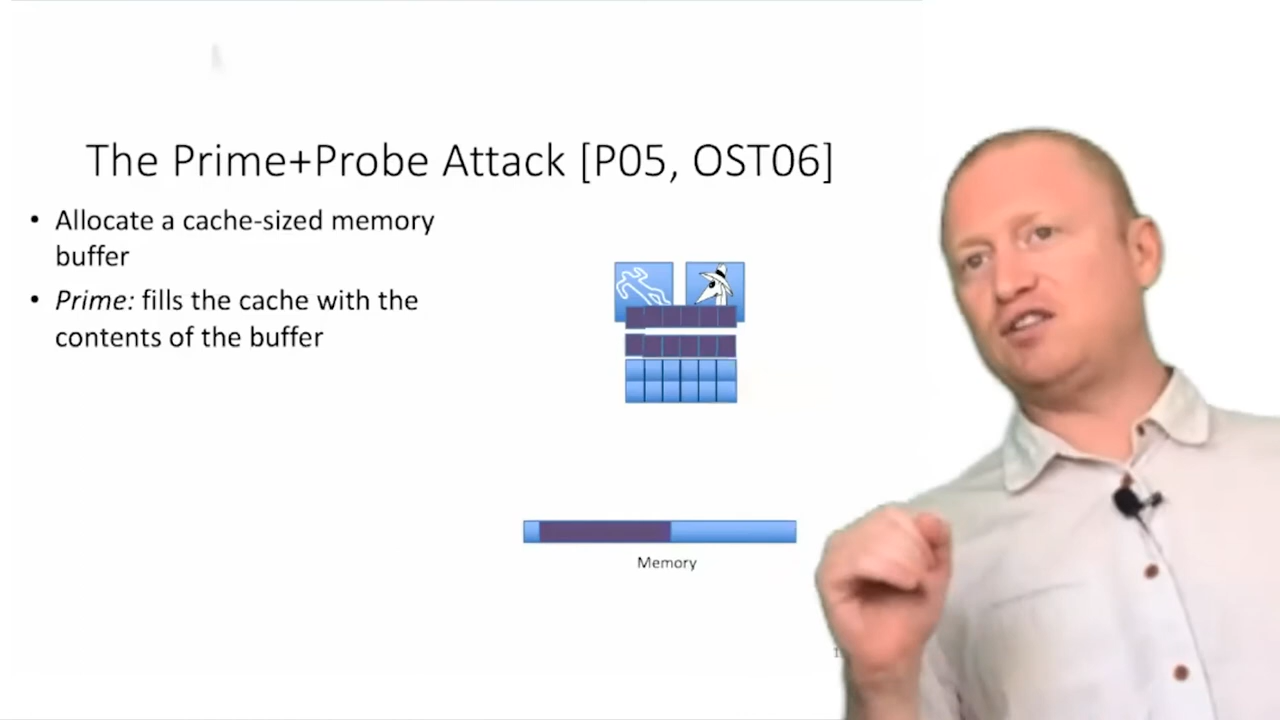 The Prime+Probe Attack [P05, OST06]
• Allocate a cache-sized memory
buffer
• Prime: fills the cache with the
contents of the buffer
Memory